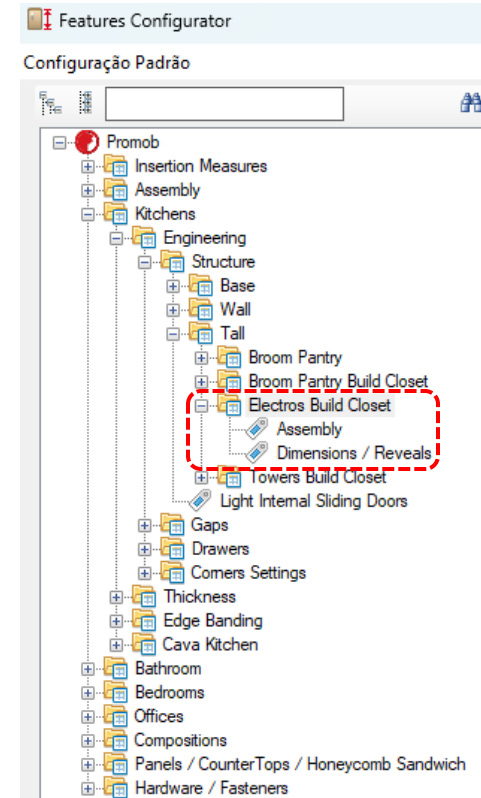 Features Configurator
Configuração Padrão
Promob
Insertion Measures
Assembly
Kitchens
Engineering
Structure
Base
Wall
Tall
Broom Pantry
Broom Pantry Build Closet
Electros Build Closet
Assembly
Dimensions / Reveals
Towers Build Closet
Light Internal Sliding Doors
Gaps
Drawers
Corners Settings
Thickness
Edge Banding
Cava Kitchen
Bathroom
Bedrooms
Offices
Compositions
Panels / CounterTops / Honeycomb Sandwich
Hardware / Fasteners